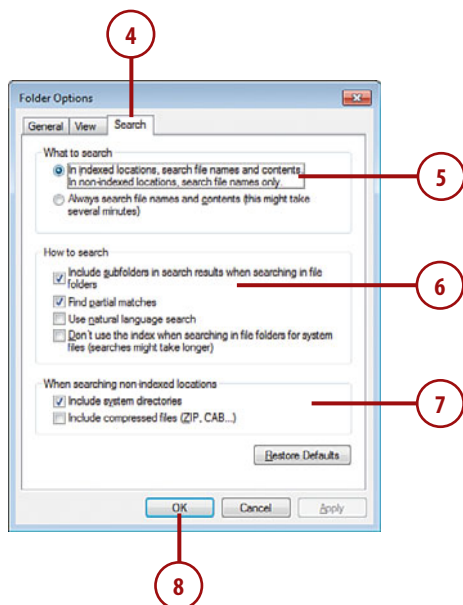 4
Folder Options
General View Search
What to search
In indexed locations, search file names and contents.
In non-indexed locations, search file names only.
5
Always search file names and contents (this might take
several minutes)
How to search
Include subfolders in search results when searching in file
folders
6
Find partial matches
Use natural language search
Don't use the index when searching in file folders for system
files (searches might take longer)
When searching non-indexed locations
Include system directories
7
Include compressed files (ZIP, CAB...)
Restore Defaults
OK Cancel Apply
8